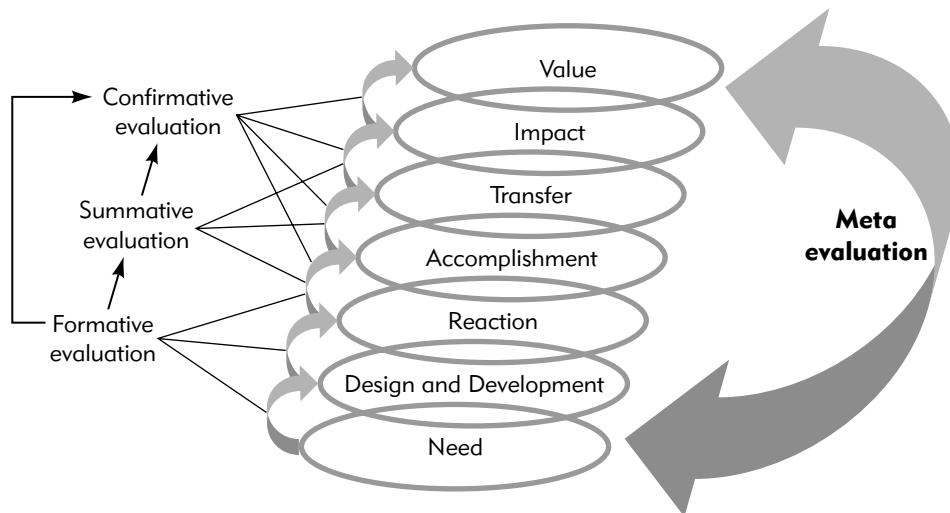 Value
Confirmative
evaluation
Impact
Transfer
Summative
evaluation
Meta
evaluation
Accomplishment
Formative
evaluation
Reaction
Design and Development
Need